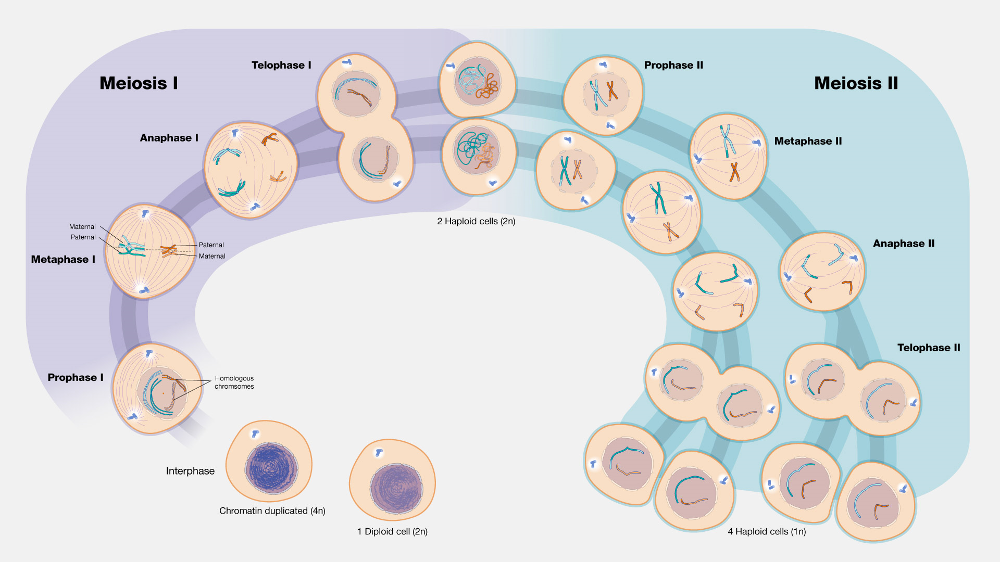 Meiosis I
Meiosis II
Telophase I
Prophase II
Anaphase I
Metaphase II
2 Haploid cells (2n)
Maternal
Paternal
Paternal
Maternal
Metaphase I
Anaphase II
Telophase II
Prophase I
Homologous
chromsomes
Interphase
Chromatin duplicated (4n)
1 Diploid cell (2n)
4 Haploid cells (1n)